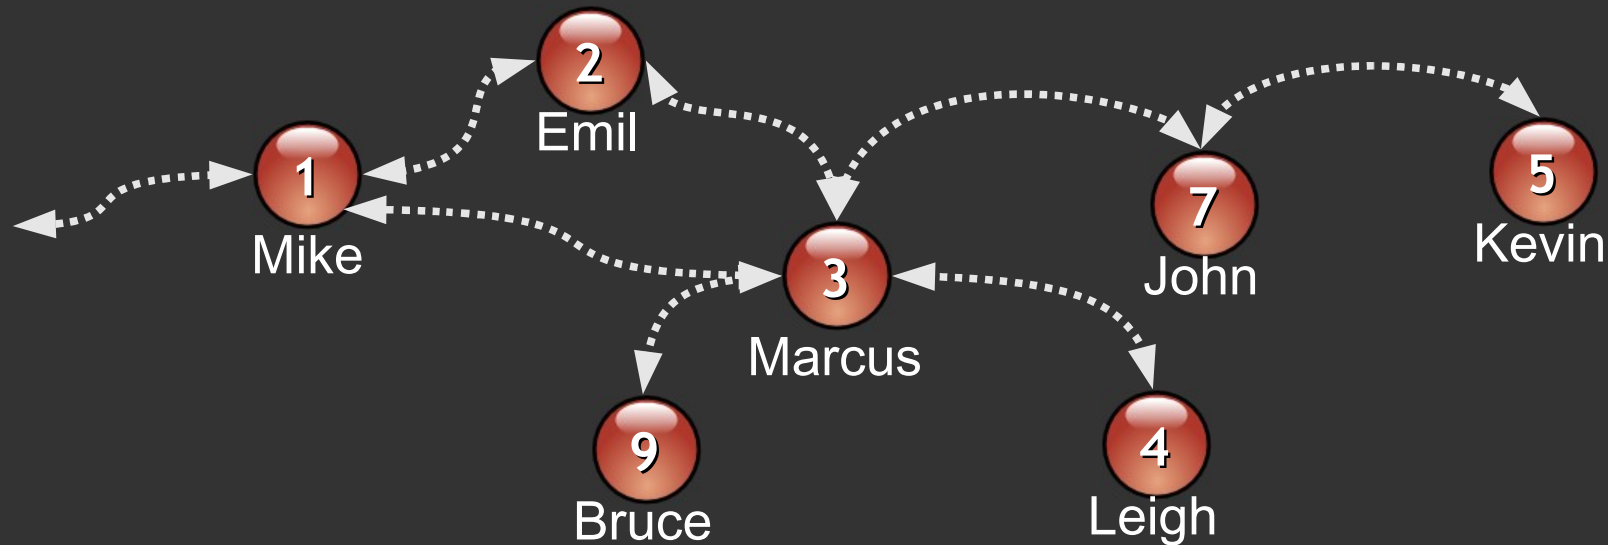 2
Emil
1
Mike
3
Marcus
7
John
5
Kevin
9
Bruce
4
Leigh